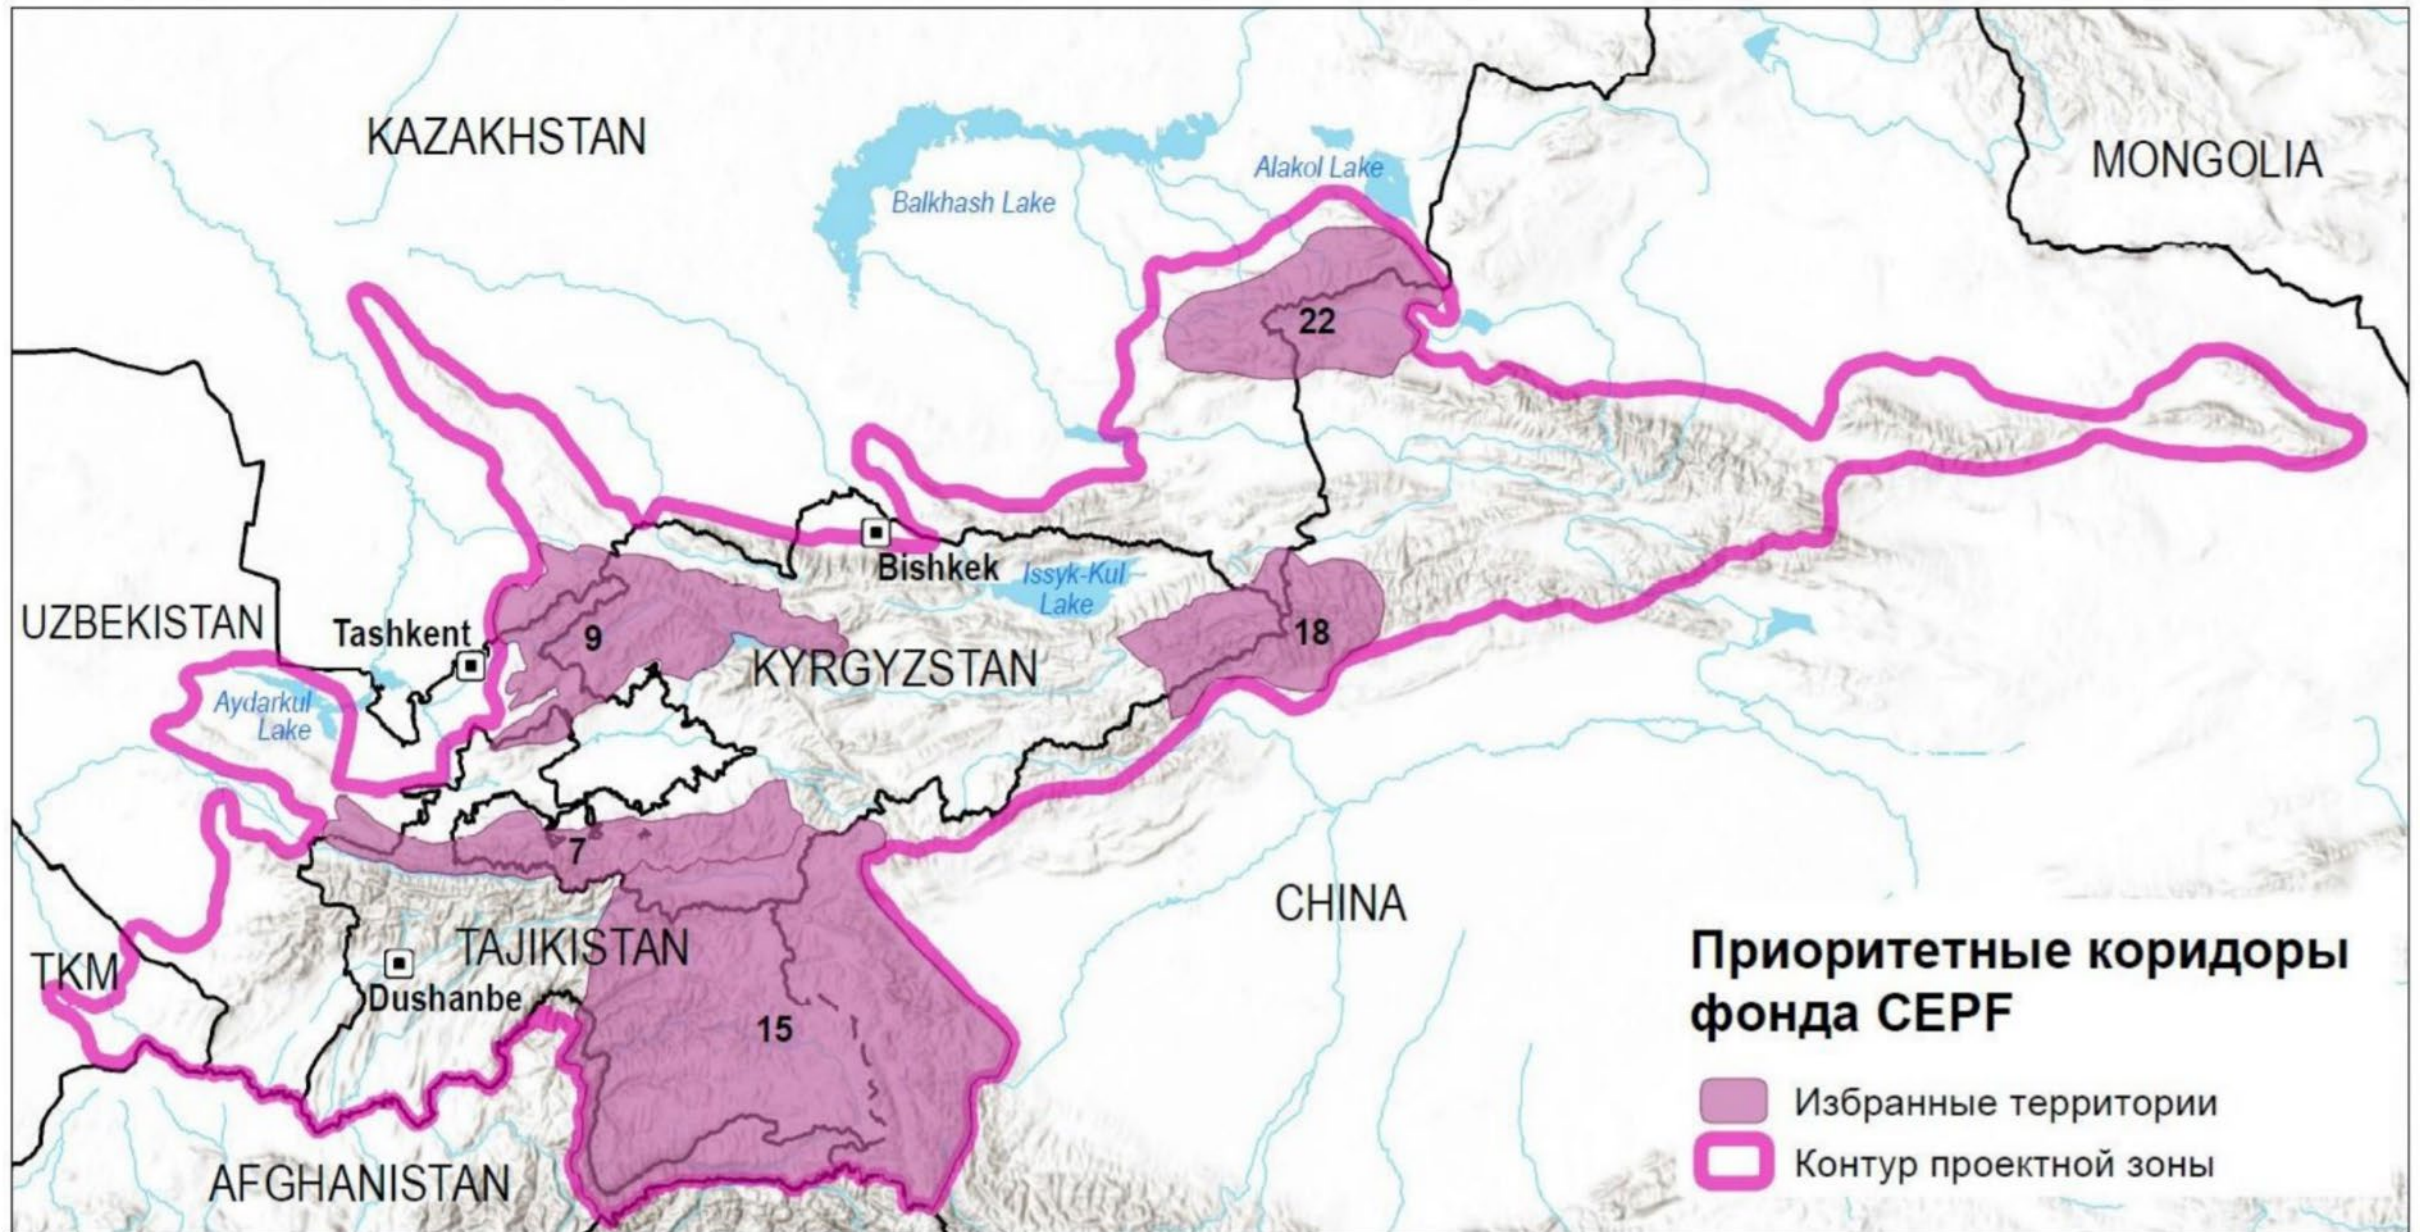 KAZAKHSTAN
MONGOLIA
Alakol Lake
Balkhash Lake
22
Bishkek
Issyk-Kul
Lake
UZBEKISTAN
Tashkent
9
18
KYRGYZSTAN
Aydarkul
Lake
7
CHINA
TAJIKISTAN
TKM
Dushanbe
15
AFGHANISTAN
Приоритетные коридоры
фонда CEPF
Избранные территории
Контур проектной зоны